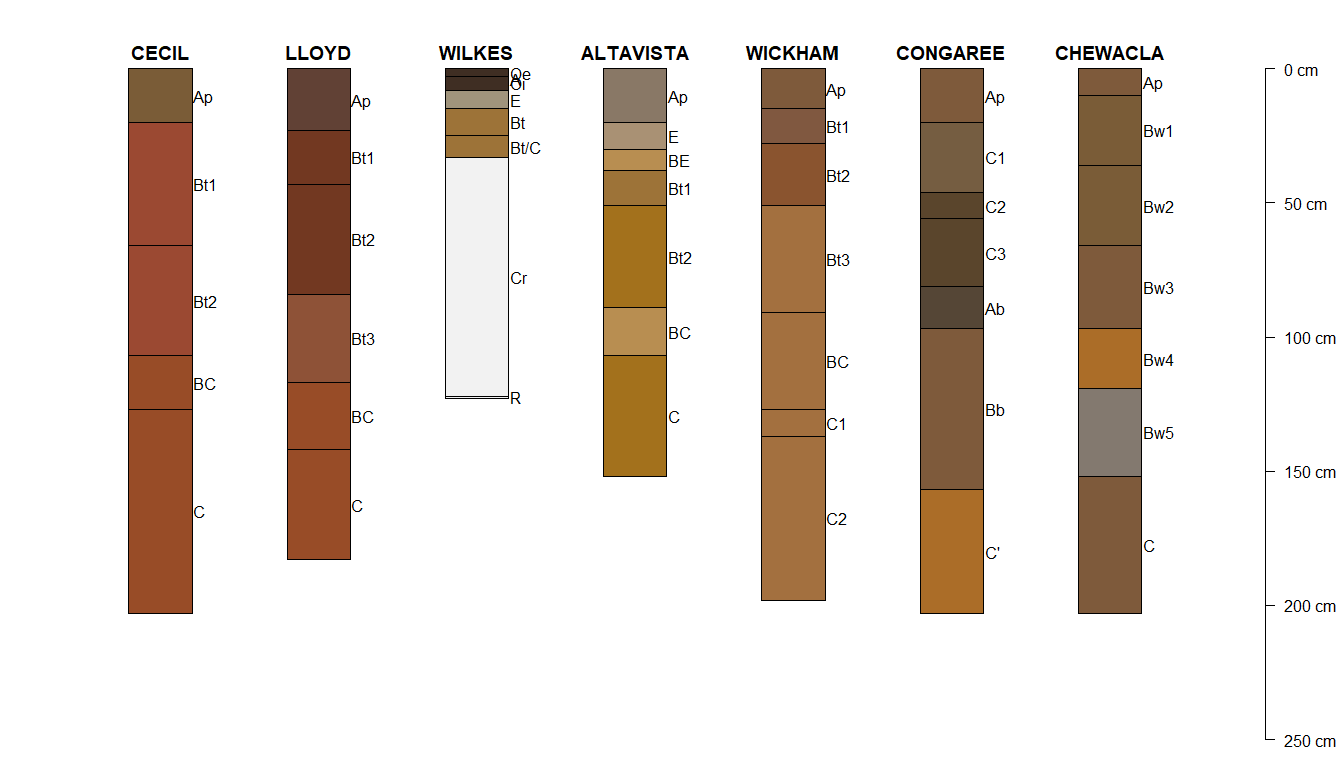 CECIL
LLOYD
WILKES
ALTAVISTA
WICKHAM
CONGAREE
CHEWACLA
Ap
Bt1
Bt2
BC
C
Ap
Bt1
Bt2
Bt3
BC
C
Oe
A
Oi
E
Bt
Bt/C
Cr
R
Ap
E
BE
Bt1
Bt2
BC
C
Ap
Bt1
Bt2
Bt3
BC
C1
C2
Ap
C1
C2
C3
Ab
Bb
C'
Ap
Bw1
Bw2
Bw3
Bw4
Bw5
C
0 cm
50 cm
100 cm
150 cm
200 cm
250 cm